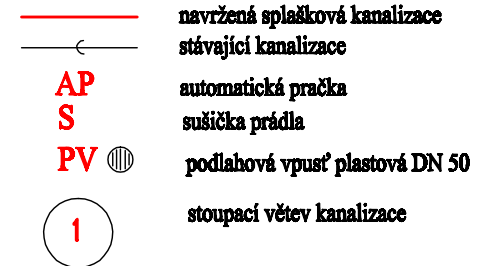 navržená splašková kanalizace
stávající kanalizace
AP automatická pračka
S sušička prádla
PV podlahová vpusť plastová DN 50
1 stoupací větev kanalizace